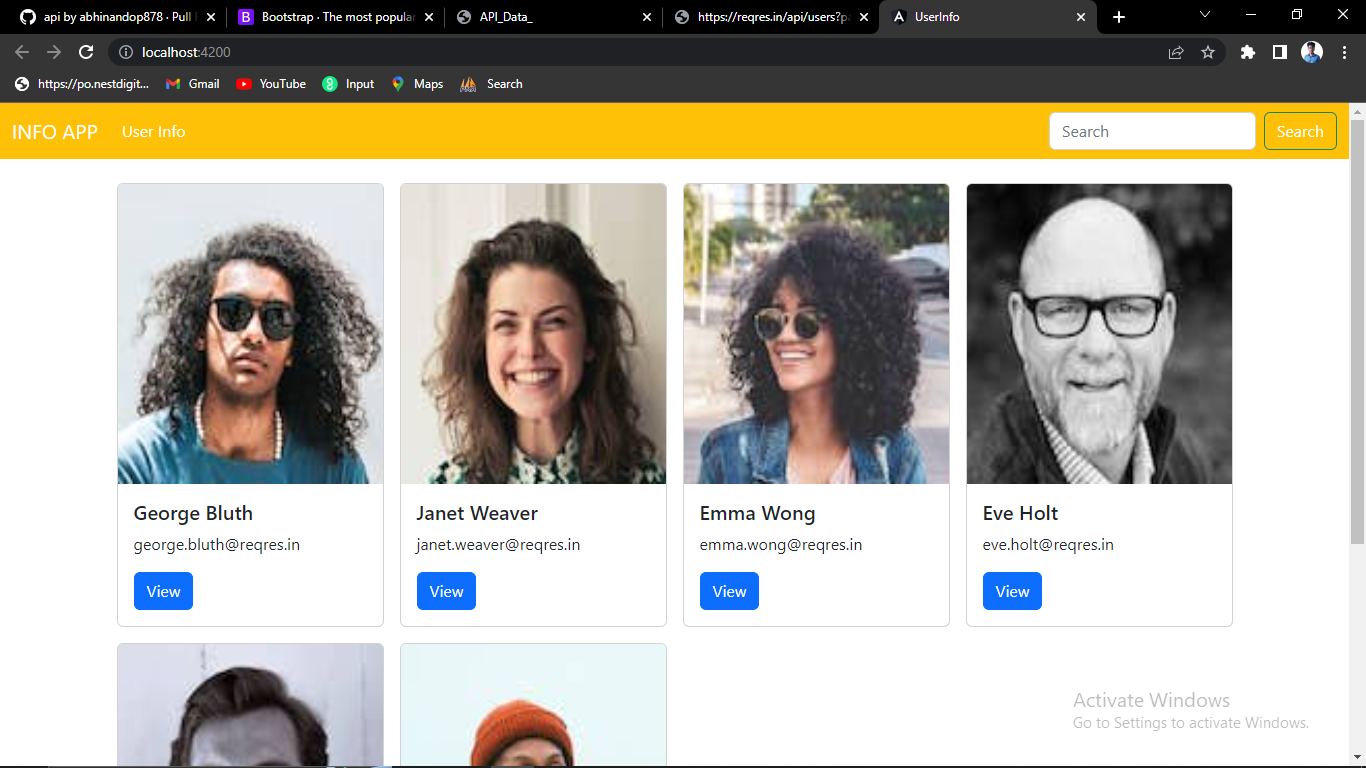 api by abhinandop878 · Pull
Bootstrap · The most popular
API_Data_
https://reqres.in/api/users?pa
UserInfo
localhost:4200
https://po.nestdigit...
Gmail
YouTube
Input
Maps
Search
INFO APP
User Info
Search
Search
George Bluth
george.bluth@reqres.in
View
Janet Weaver
janet.weaver@reqres.in
View
Emma Wong
emma.wong@reqres.in
View
Eve Holt
eve.holt@reqres.in
View
Activate Windows
Go to Settings to activate Windows.